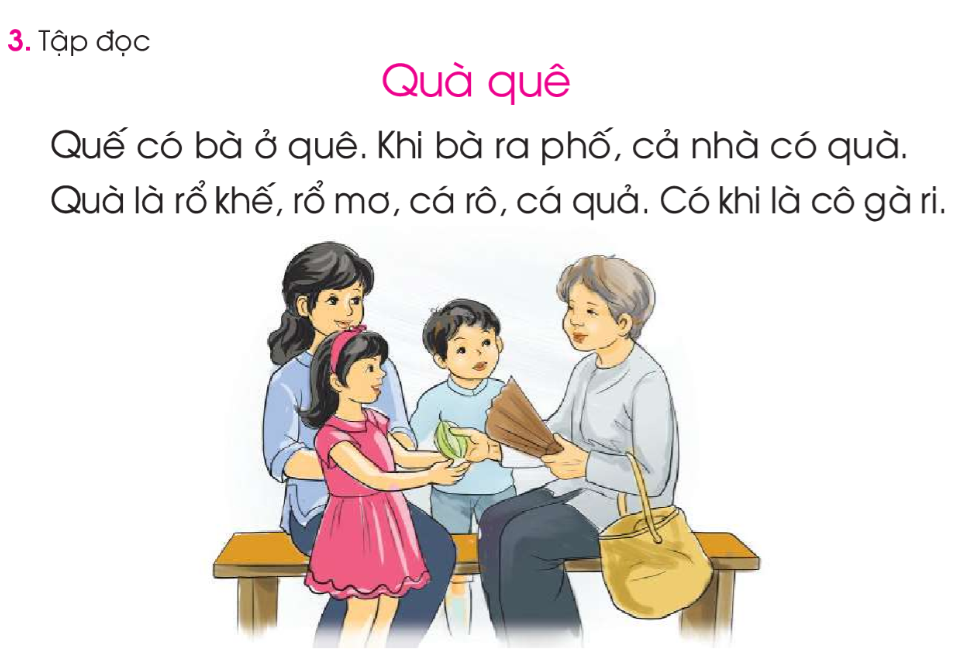 3. Tập đọc
Quà quê
Quế có bà ở quê. Khi bà ra phố, cả nhà có quà.
Quà là rổ khế, rổ mơ, cá rô, cá quả. Có khi là cô gà ri.